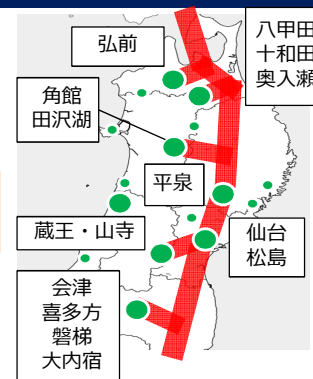 弘前
八甲田
十和田
奥入瀬
角館
田沢湖
平泉
蔵王・山寺
仙台
松島
会津
喜多方
磐梯
大内宿